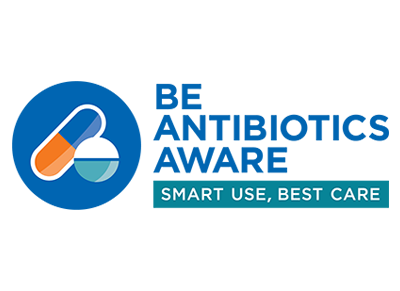 BE
ANTIBIOTICS
AWARE
SMART USE, BEST CARE